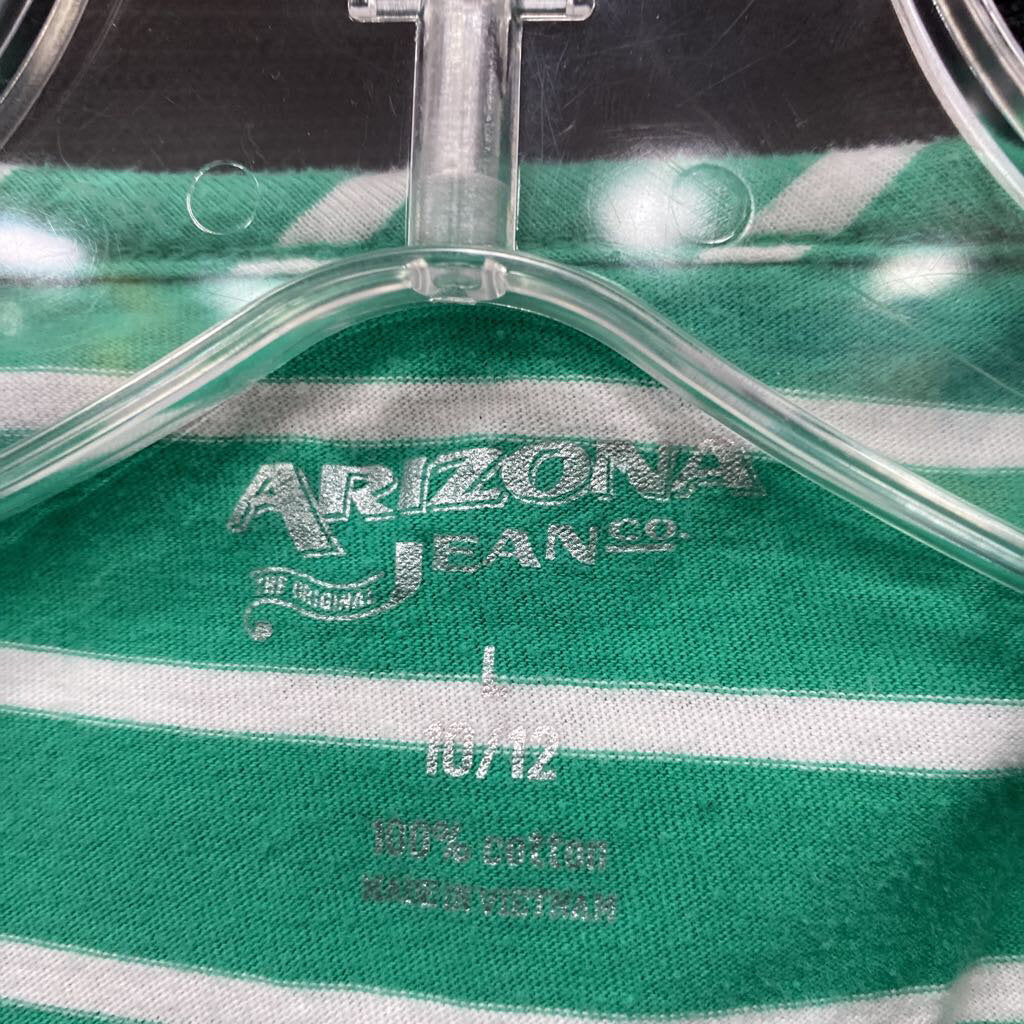 ARIZONA
JEAN CO.
THE ORIGINAL
L
10/12
100% cotton
MADE IN VIETNAM